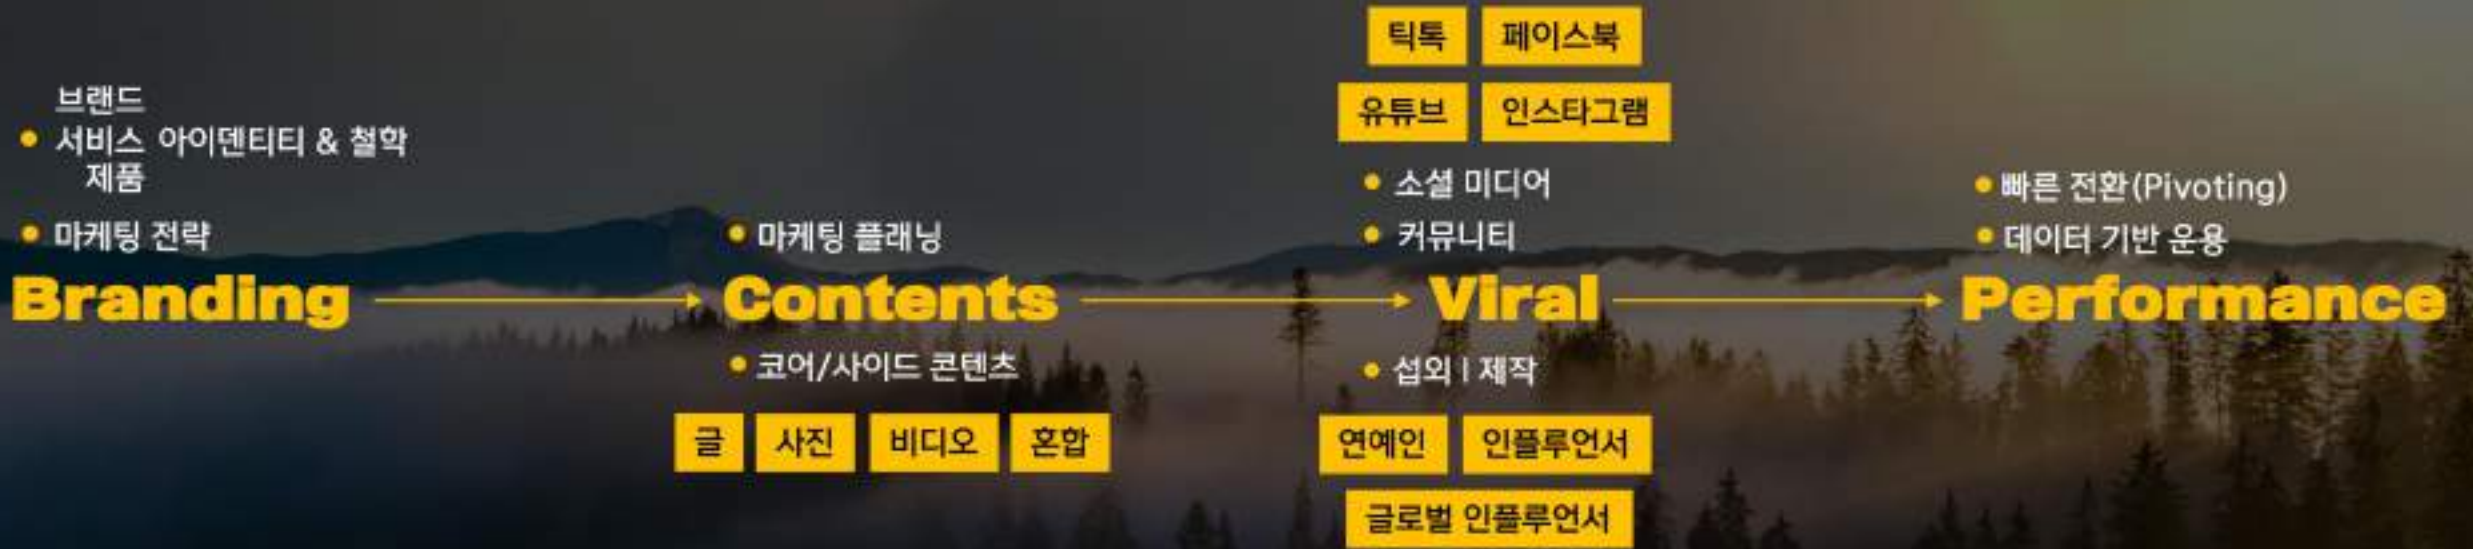 브랜드
서비스 아이덴티티 & 철학
제품
마케팅 전략
Branding
마케팅 플래닝
Contents
코어/사이드 콘텐츠
글 사진 비디오 혼합
틱톡 페이스북
유튜브 인스타그램
소셜 미디어
커뮤니티
Viral
섭외 | 제작
연예인 인플루언서
글로벌 인플루언서
빠른 전환(Pivoting)
데이터 기반 운용
Performance